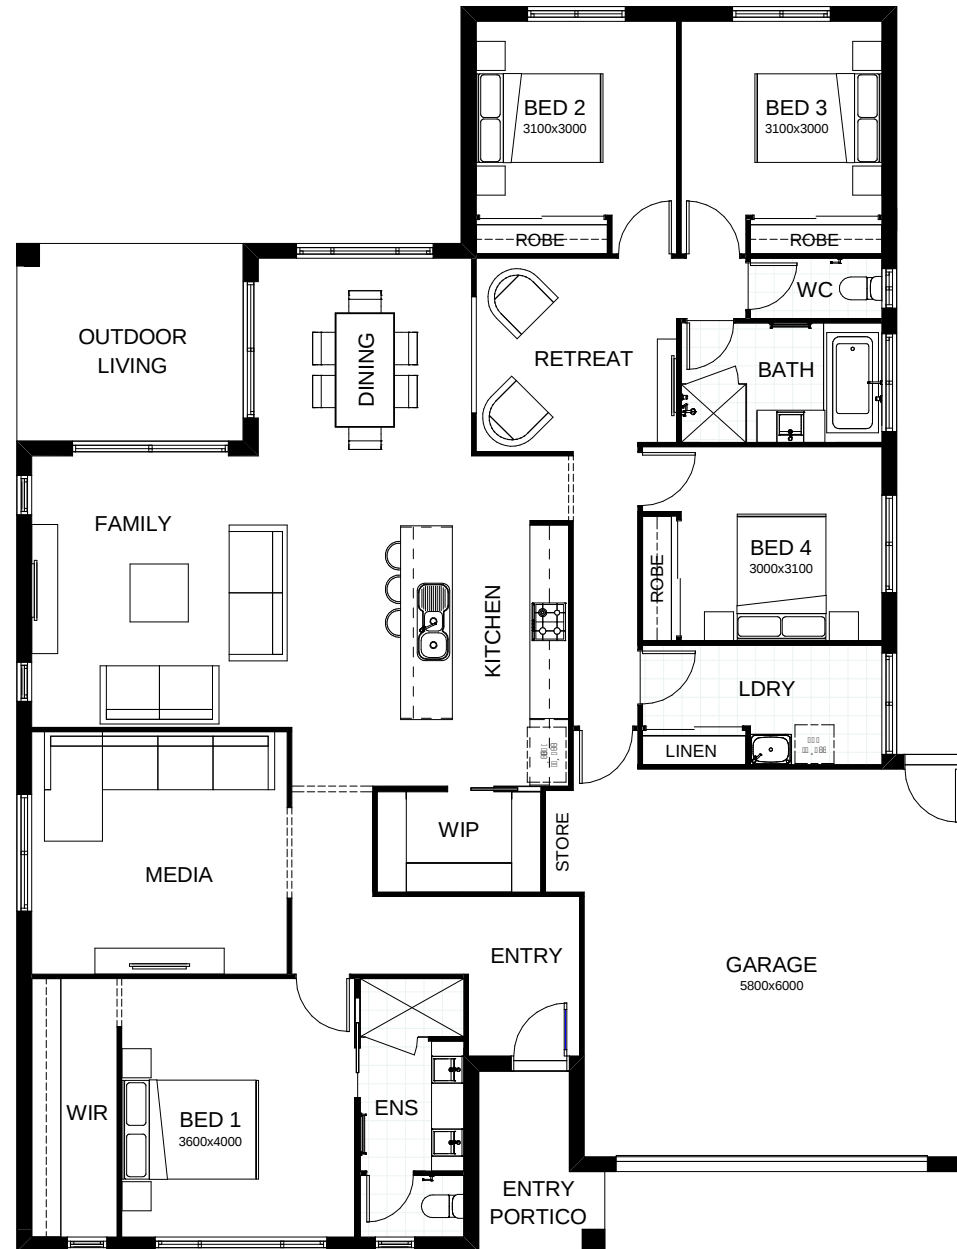 BED 2
3100x3000
BED 3
3100x3000
ROBE
ROBE
WC
OUTDOOR
LIVING
DINING
RETREAT
BATH
FAMILY
BED 4
3000x3100
ROBE
KITCHEN
LDRY
LINEN
WIP
STORE
MEDIA
ENTRY
GARAGE
5800x6000
WIR
BED 1
3600x4000
ENS
ENTRY
PORTICO